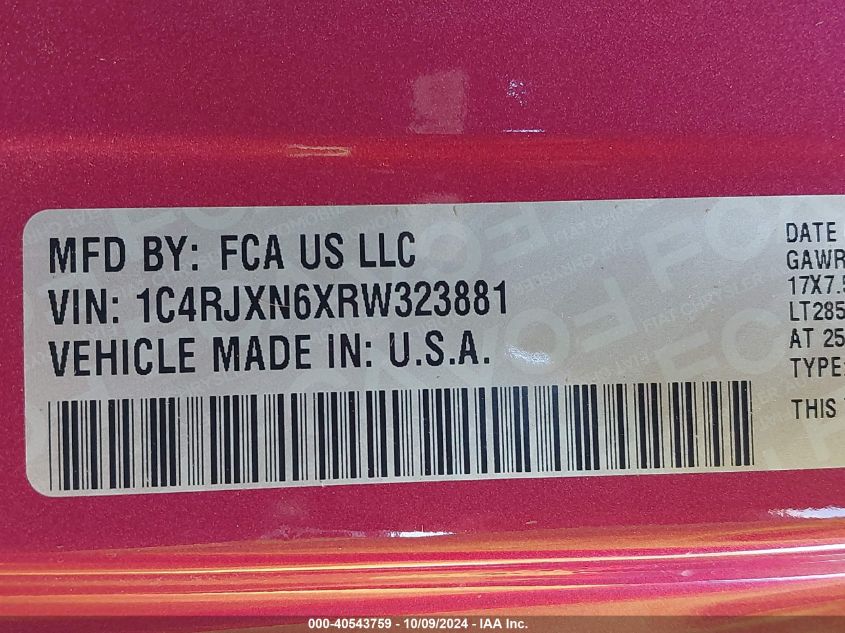 MFD BY: FCA US LLC
VIN: 1C4RJXN6XRW323881
VEHICLE MADE IN: U.S.A.
DATE
GAWR
17X7.5
LT285
AT 25
TYPE:
THIS
000-40543759 - 10/09/2024 - IAA Inc.